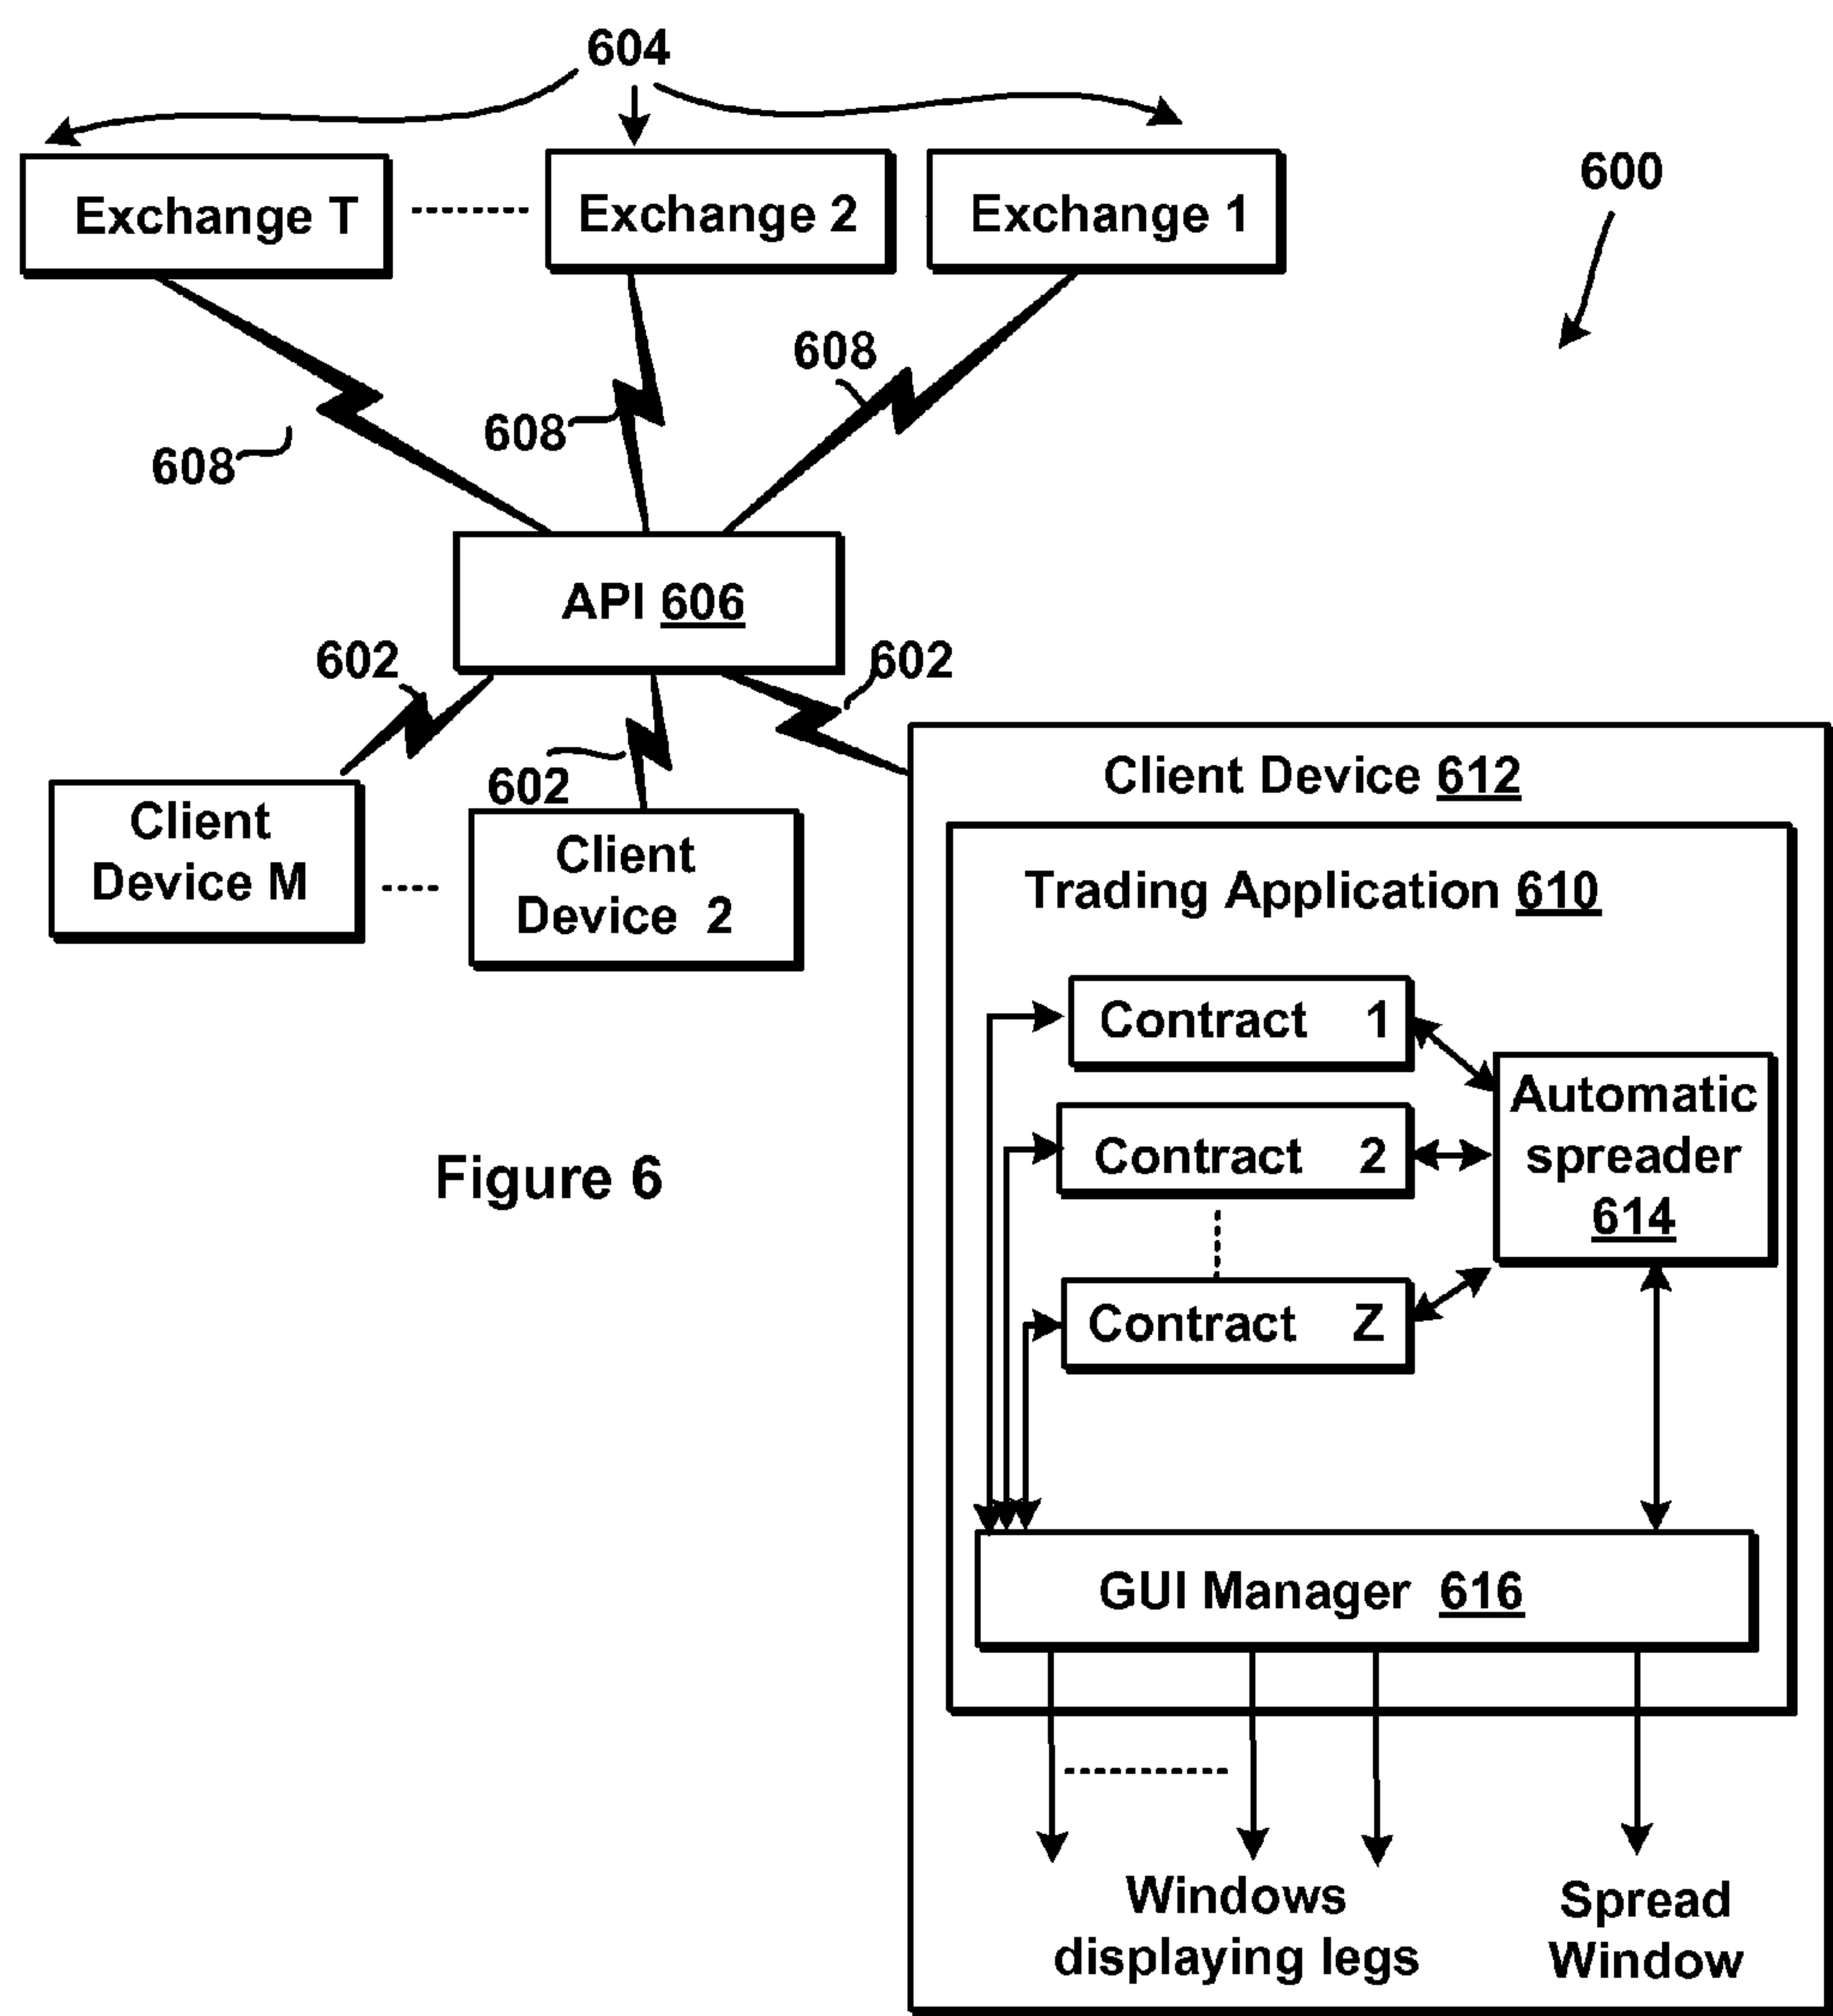 604
600
Exchange T
Exchange 2
Exchange 1
608
608
608
API 606
602
602
602
Client
Device M
Client
Device 2
Client Device 612
Trading Application 610
Contract 1
Contract 2
Contract Z
Automatic
spreader
614
Figure 6
GUI Manager 616
Windows
displaying legs
Spread
Window